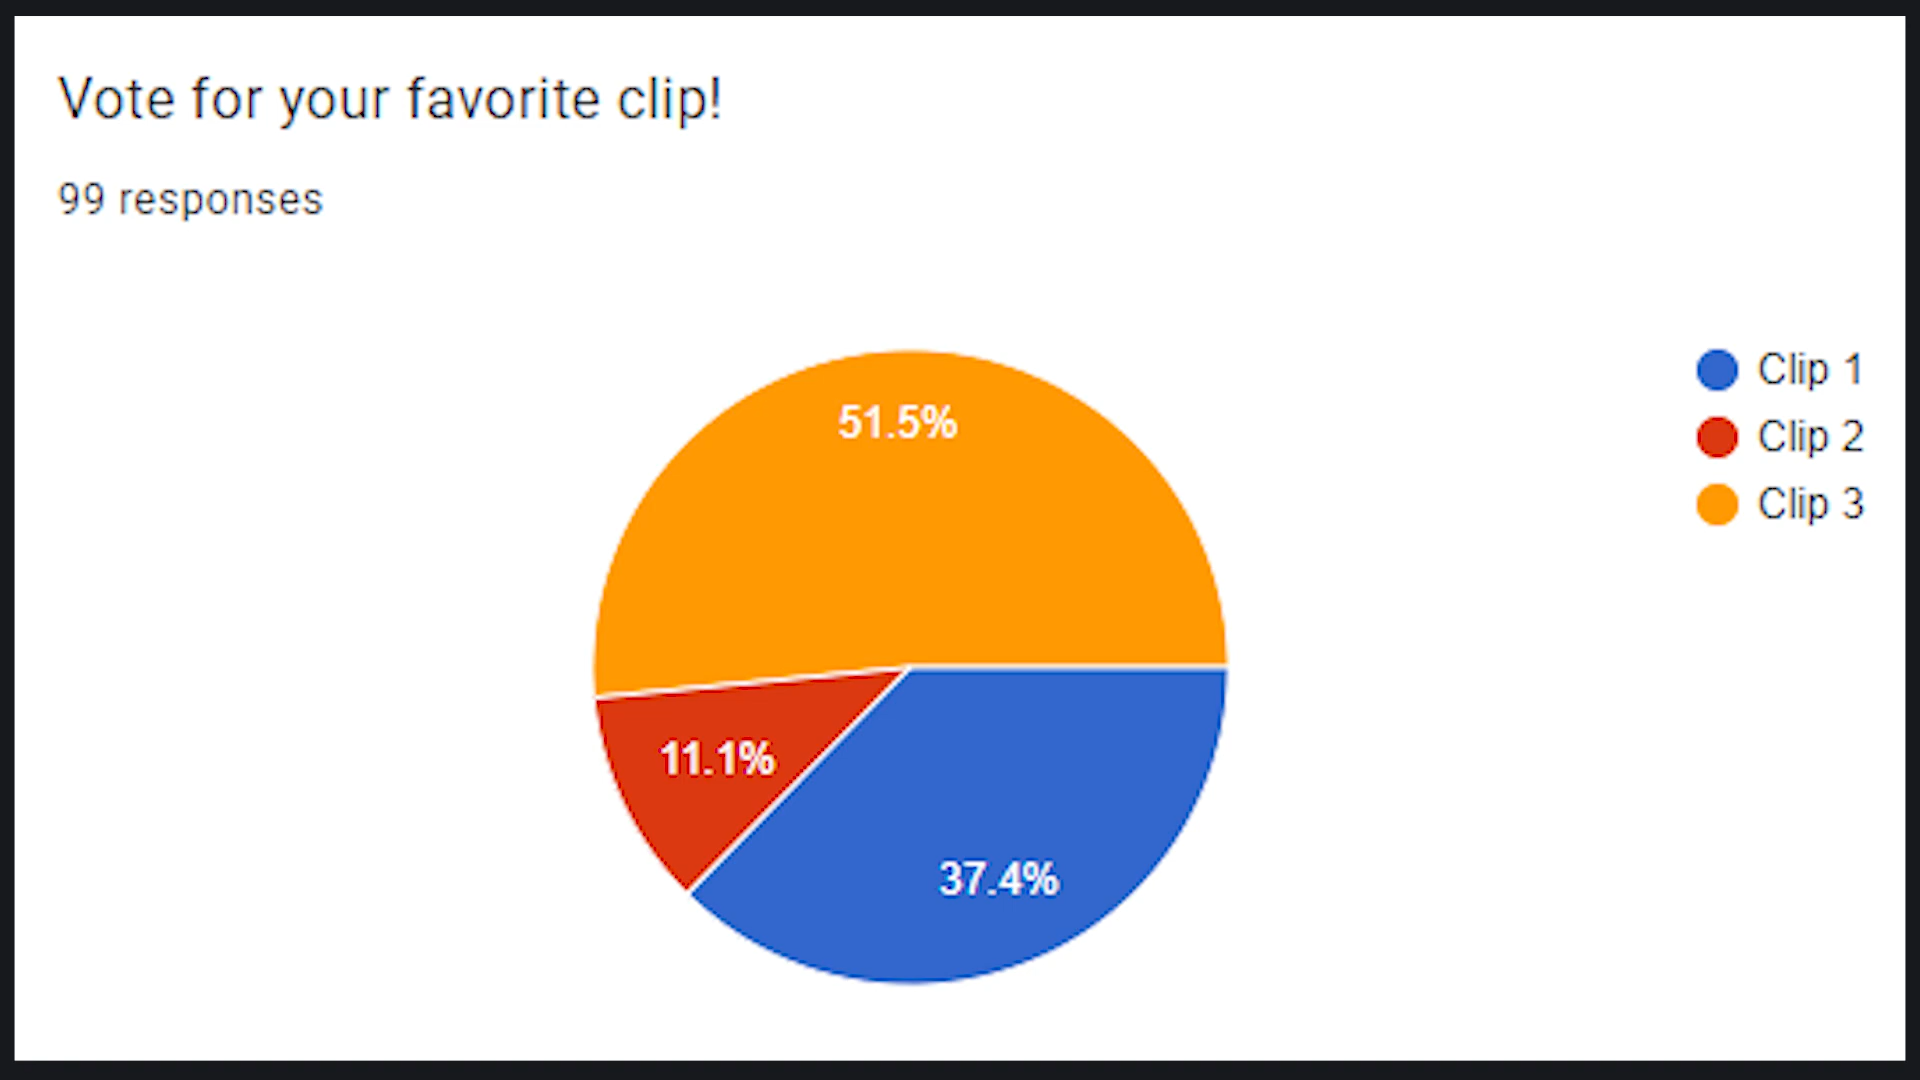 Vote for your favorite clip!
99 responses
Clip 1
Clip 2
Clip 3
51.5%
11.1%
37.4%